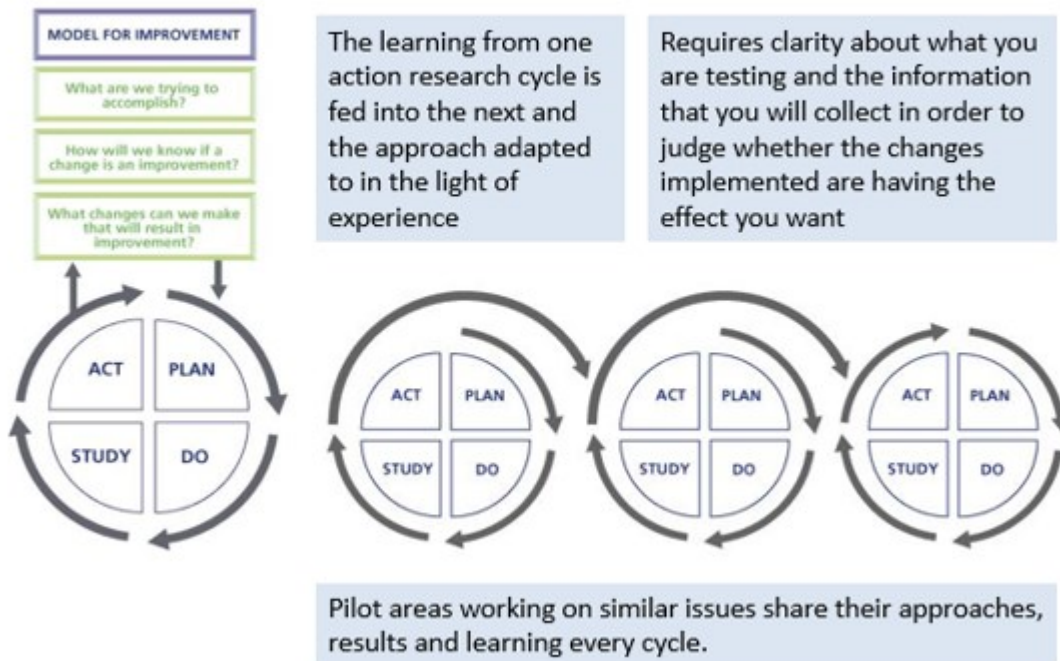 MODEL FOR IMPROVEMENT
What are we trying to
accomplish?
How will we know if a
change is an improvement?
What changes can we make
that will result in
improvement?
The learning from one
action research cycle is
fed into the next and
the approach adapted
to in the light of
experience
Requires clarity about what you
are testing and the information
that you will collect in order to
judge whether the changes
implemented are having the
effect you want
ACT PLAN
STUDY DO
ACT PLAN
STUDY DO
ACT PLAN
STUDY DO
ACT PLAN
STUDY DO
Pilot areas working on similar issues share their approaches,
results and learning every cycle.